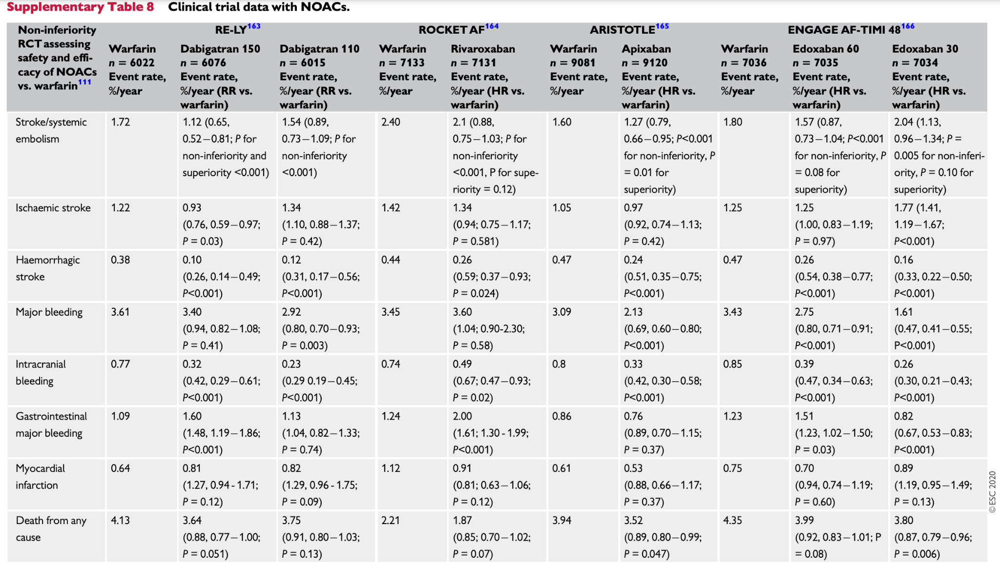 Supplementary Table 8 Clinical trial data with NOACs.
Non-inferiority
RCT assessing
safety and effi-
cacy of NOACs
vs. warfarin111
RE-LY163
ROCKET AF164
ARISTOTLE165
ENGAGE AF-TIMI 48166
Warfarin
n = 6022
Event rate,
%/year
Dabigatran 150
n = 6076
Event rate,
%/year (RR vs.
warfarin)
Dabigatran 110
n = 6015
Event rate,
%/year (RR vs.
warfarin)
Warfarin
n = 7133
Event rate,
%/year
Rivaroxaban
n = 7131
Event rate,
%/year (HR vs.
warfarin)
Warfarin
n = 9081
Event rate,
%/year
Apixaban
n = 9120
Event rate,
%/year (HR vs.
warfarin)
Warfarin
n = 7036
Event rate,
%/year
Edoxaban 60
n = 7035
Event rate,
%/year (HR vs.
warfarin)
Edoxaban 30
n = 7034
Event rate,
%/year (HR vs.
warfarin)
Stroke/systemic
embolism
1.72
1.12 (0.65,
0.52–0.81; P for
non-inferiority and
superiority <0.001)
1.54 (0.89,
0.73–1.09; P for
non-inferiority
<0.001)
2.40
2.1 (0.88,
0.75–1.03; P for
non-inferiority
<0.001, P for supe-
riority = 0.12)
1.60
1.27 (0.79,
0.66–0.95; P<0.001
for non-inferiority, P
= 0.01 for
superiority)
1.80
1.57 (0.87,
0.73–1.04; P<0.001
for non-inferiority, P
= 0.08 for
superiority)
2.04 (1.13,
0.96–1.34; P =
0.005 for non-inferi-
ority, P = 0.10 for
superiority)
Ischaemic stroke
1.22
0.93
(0.76, 0.59–0.97;
P = 0.03)
1.34
(1.10, 0.88–1.37;
P = 0.42)
1.42
1.34
(0.94; 0.75–1.17;
P = 0.581)
1.05
0.97
(0.92, 0.74–1.13;
P = 0.42)
1.25
1.25
(1.00, 0.83–1.19;
P = 0.97)
1.77 (1.41,
1.19–1.67;
P<0.001)
Haemorrhagic
stroke
0.38
0.10
(0.26, 0.14–0.49;
P<0.001)
0.12
(0.31, 0.17–0.56;
P<0.001)
0.44
0.26
(0.59; 0.37–0.93;
P = 0.024)
0.47
0.24
(0.51, 0.35–0.75;
P<0.001)
0.47
0.26
(0.54, 0.38–0.77;
P<0.001)
0.16
(0.33, 0.22–0.50;
P<0.001)
Major bleeding
3.61
3.40
(0.94, 0.82–1.08;
P = 0.41)
2.92
(0.80, 0.70–0.93;
P = 0.003)
3.45
3.60
(1.04; 0.90-2.30;
P = 0.58)
3.09
2.13
(0.69, 0.60–0.80;
P<0.001)
3.43
2.75
(0.80, 0.71–0.91;
P<0.001)
1.61
(0.47, 0.41–0.55;
P<0.001)
Intracranial
bleeding
0.77
0.32
(0.42, 0.29–0.61;
P<0.001)
0.23
(0.29 0.19–0.45;
P<0.001)
0.74
0.49
(0.67; 0.47–0.93;
P = 0.02)
0.8
0.33
(0.42, 0.30–0.58;
P<0.001)
0.85
0.39
(0.47, 0.34–0.63;
P<0.001)
0.26
(0.30, 0.21–0.43;
P<0.001)
Gastrointestinal
major bleeding
1.09
1.60
(1.48, 1.19–1.86;
P<0.001)
1.13
(1.04, 0.82–1.33;
P = 0.74)
1.24
2.00
(1.61; 1.30 - 1.99;
P<0.001)
0.86
0.76
(0.89, 0.70–1.15;
P = 0.37)
1.23
1.51
(1.23, 1.02–1.50;
P = 0.03)
0.82
(0.67, 0.53–0.83;
P<0.001)
Myocardial
infarction
0.64
0.81
(1.27, 0.94 - 1.71;
P = 0.12)
0.82
(1.29, 0.96 - 1.75;
P = 0.09)
1.12
0.91
(0.81; 0.63–1.06;
P = 0.12)
0.61
0.53
(0.88, 0.66–1.17;
P = 0.37)
0.75
0.70
(0.94, 0.74–1.19;
P = 0.60)
0.89
(1.19, 0.95–1.49;
P = 0.13)
Death from any
cause
4.13
3.64
(0.88, 0.77–1.00;
P = 0.051)
3.75
(0.91, 0.80–1.03;
P = 0.13)
2.21
1.87
(0.85; 0.70–1.02;
P = 0.07)
3.94
3.52
(0.89, 0.80–0.99;
P = 0.047)
4.35
3.99
(0.92, 0.83–1.01; P
= 0.08)
3.80
(0.87, 0.79–0.96;
P = 0.006)
© ESC 2020